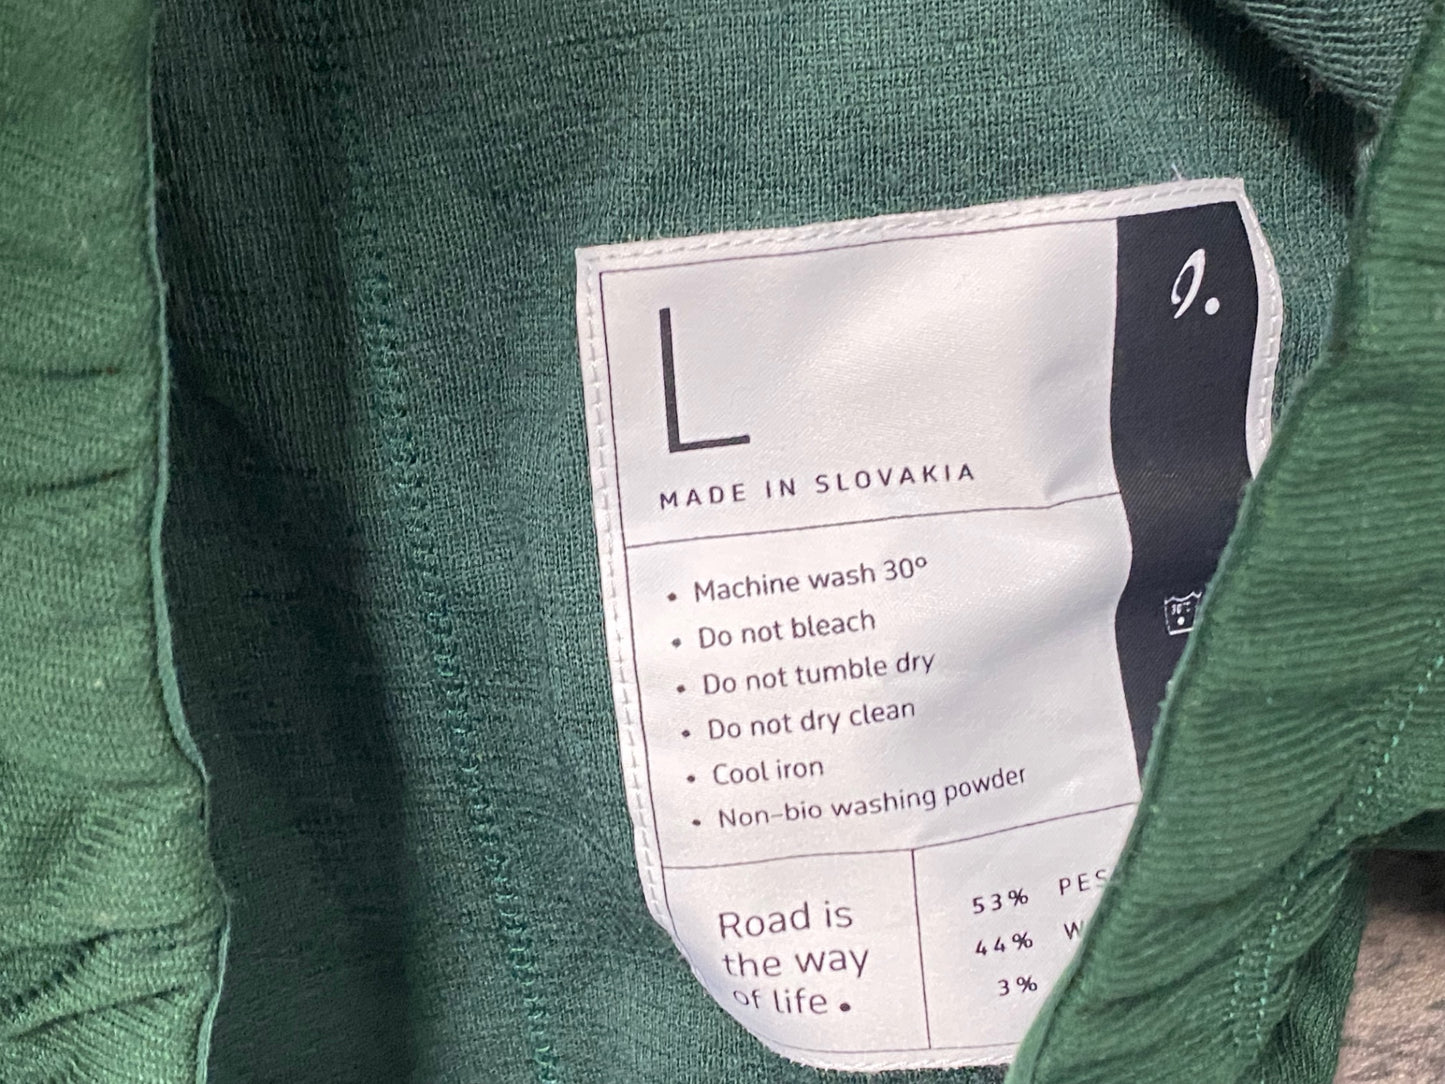 L
MADE IN SLOVAKIA
• Machine wash 30°
• Do not bleach
• Do not tumble dry
• Do not dry clean
• Cool iron
• Non-bio washing powder
Road is
the way
of life •
53% PES
44%
3%